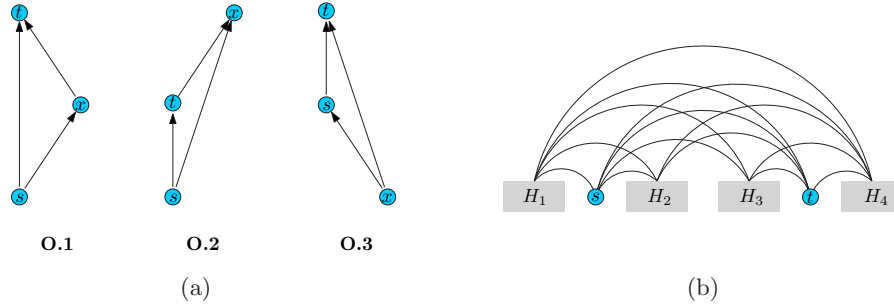 t x t
x t s
s s x
O.1 O.2 O.3
(a)
H1 s H2 H3 t H4
(b)